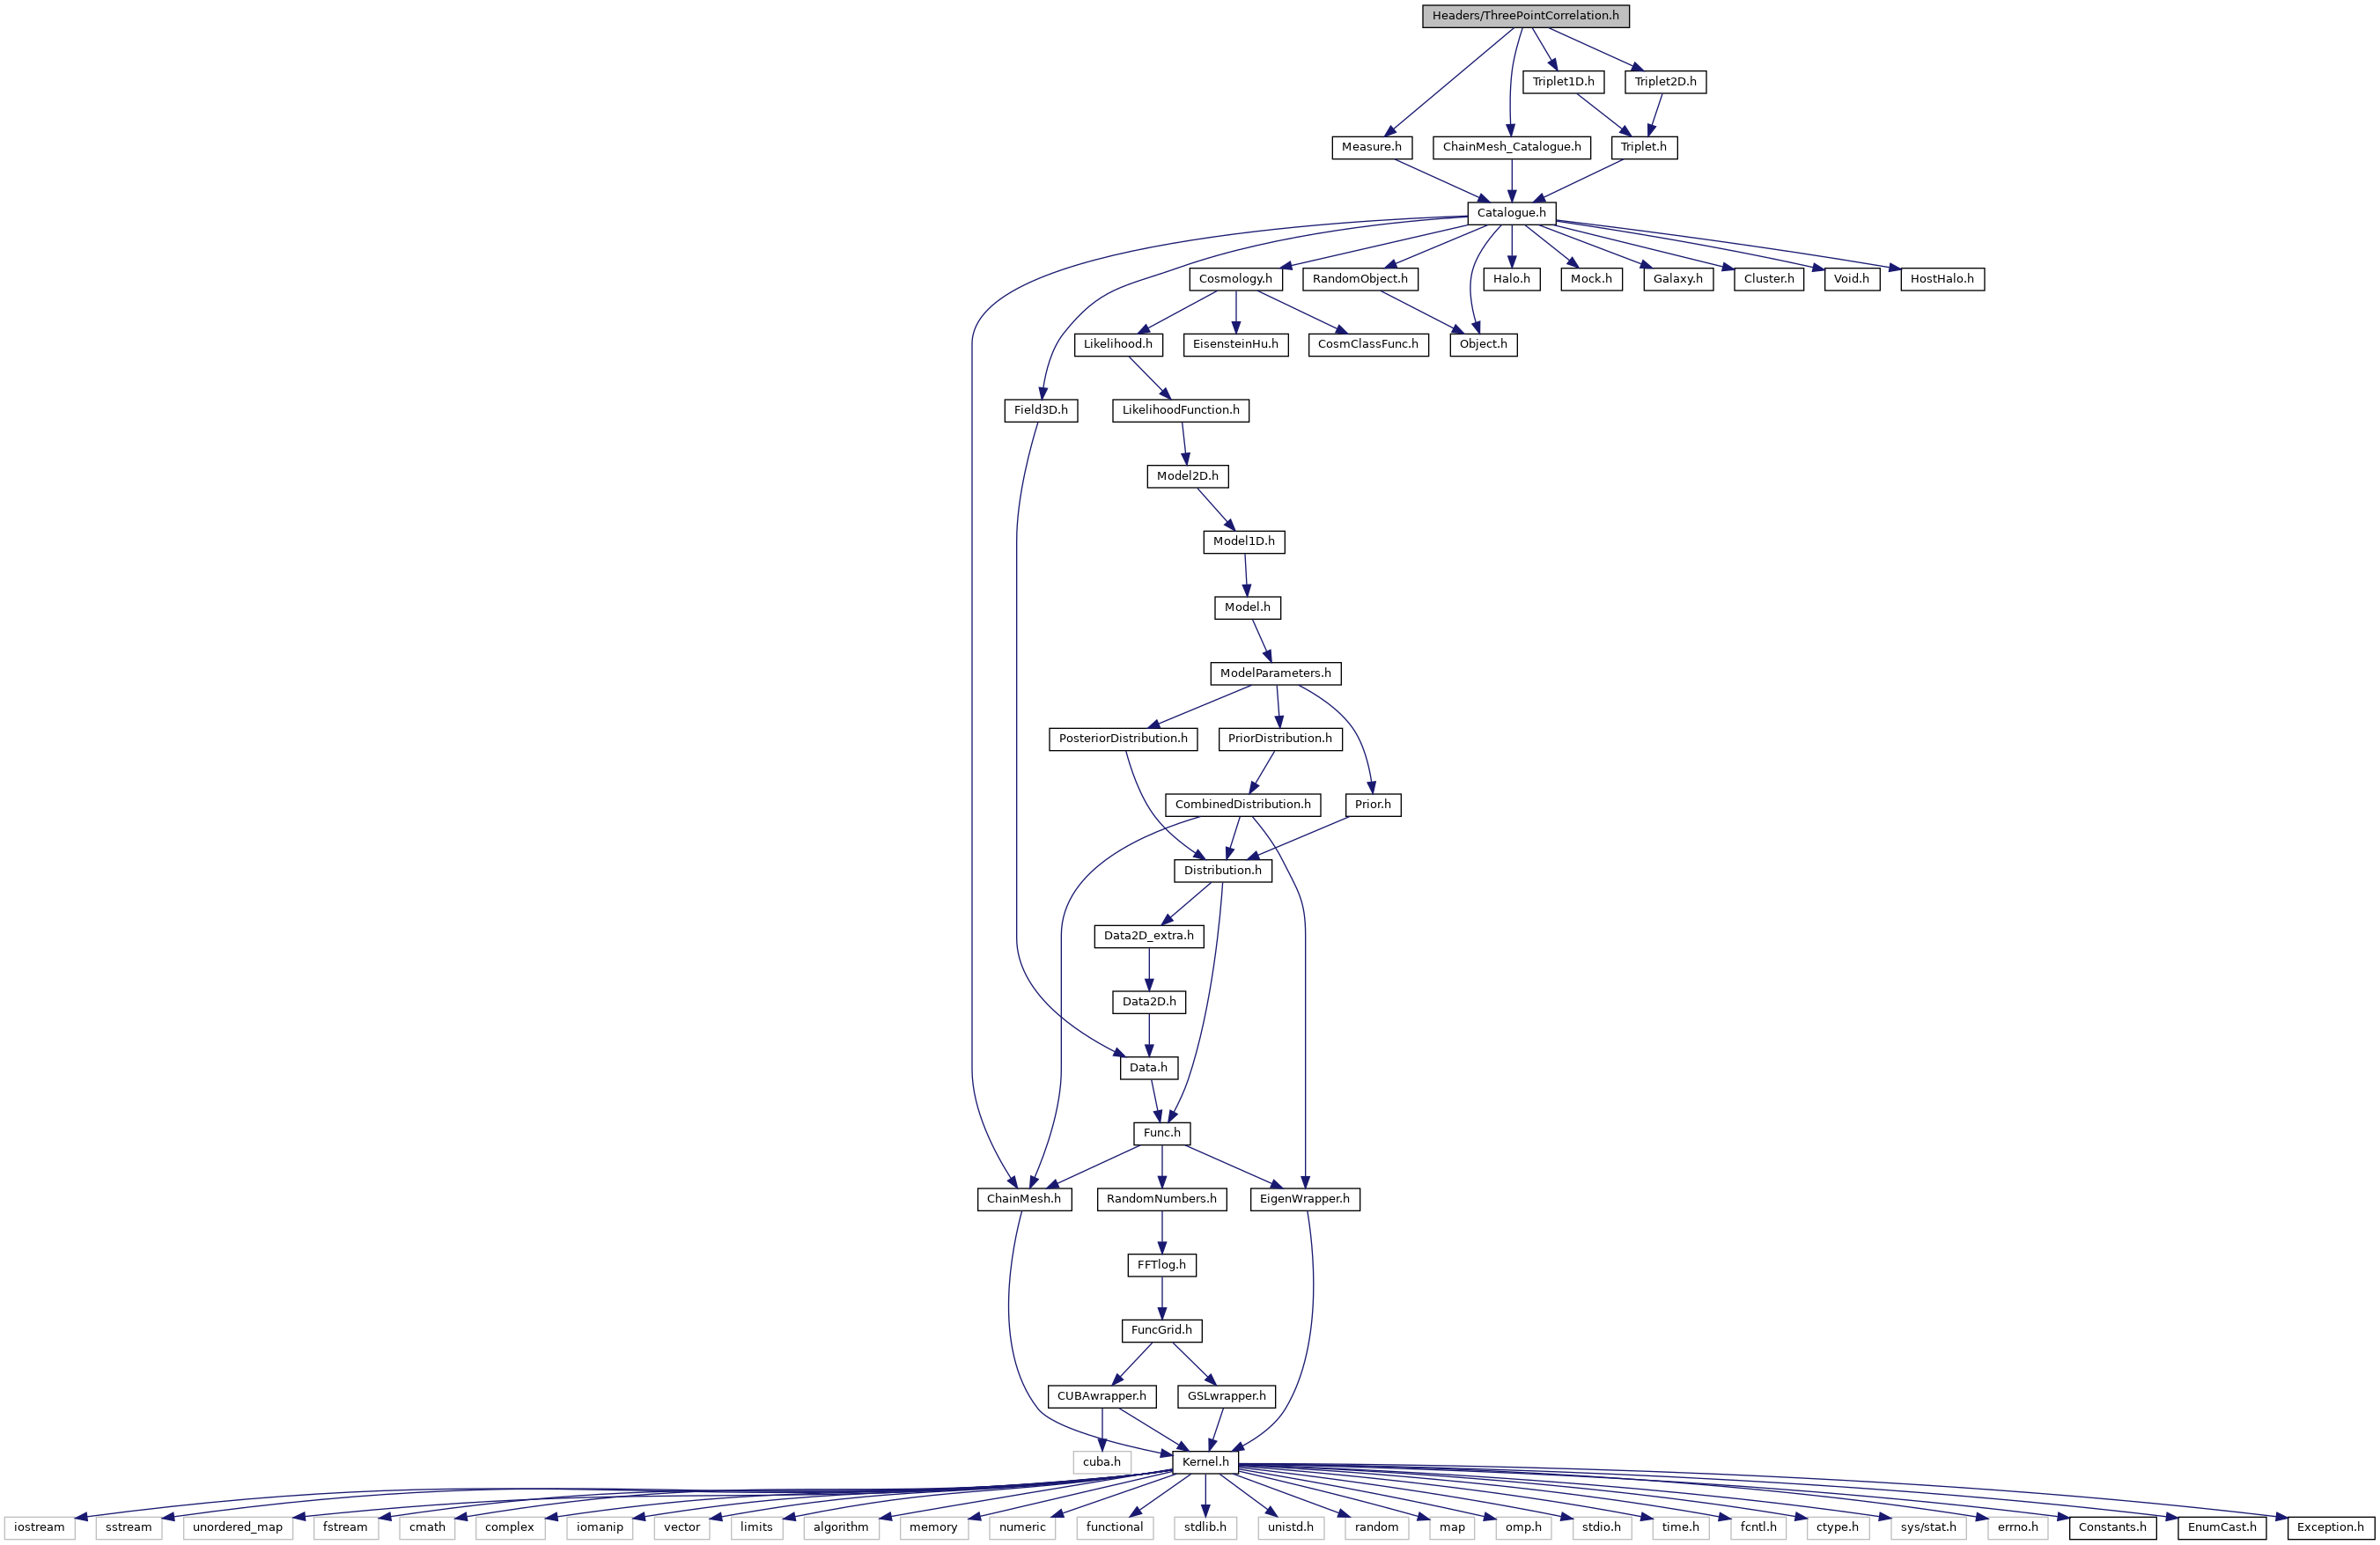 Headers/ThreePointCorrelation.h
Triplet1D.h
Triplet2D.h
Measure.h
ChainMesh_Catalogue.h
Triplet.h
Catalogue.h
Cosmology.h
RandomObject.h
Halo.h
Mock.h
Galaxy.h
Cluster.h
Void.h
HostHalo.h
Likelihood.h
EisensteinHu.h
CosmClassFunc.h
Object.h
Field3D.h
LikelihoodFunction.h
Model2D.h
Model1D.h
Model.h
ModelParameters.h
PosteriorDistribution.h
PriorDistribution.h
CombinedDistribution.h
Prior.h
Distribution.h
Data2D_extra.h
Data2D.h
Data.h
Func.h
ChainMesh.h
RandomNumbers.h
EigenWrapper.h
FFTlog.h
FuncGrid.h
CUBAwrapper.h
GSLwrapper.h
cuba.h
Kernel.h
iostream
sstream
unordered_map
fstream
cmath
complex
iomanip
vector
limits
algorithm
memory
numeric
functional
stdlib.h
unistd.h
random
map
omp.h
stdio.h
time.h
fcntl.h
ctype.h
sys/stat.h
errno.h
Constants.h
EnumCast.h
Exception.h